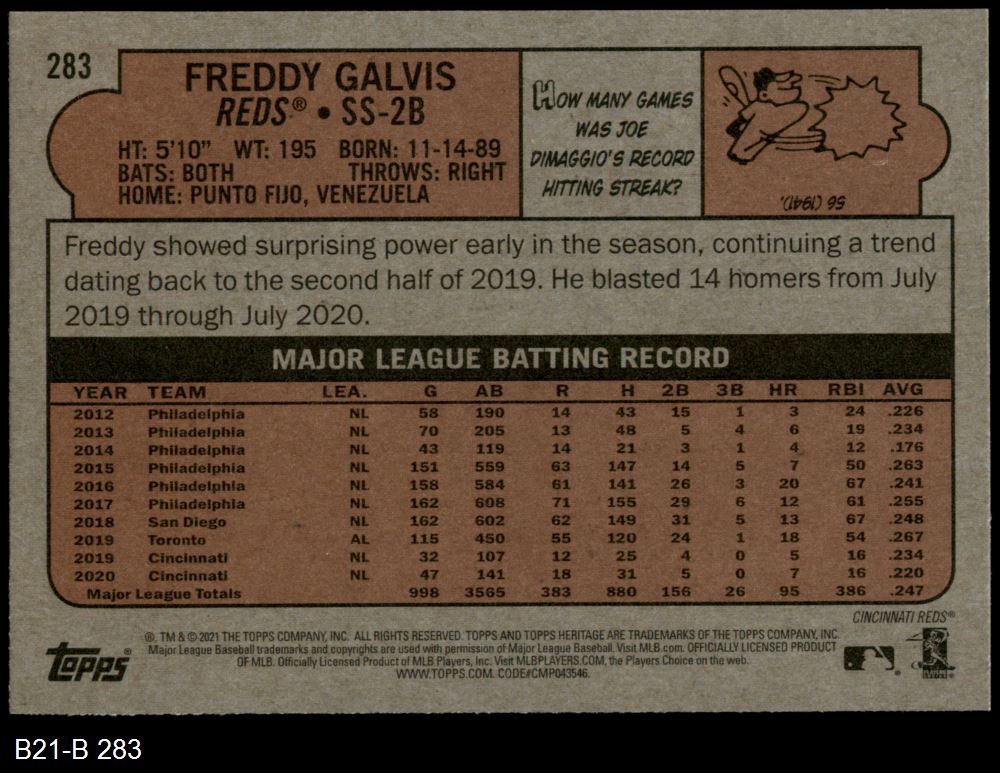 283
FREDDY GALVIS
REDS® • SS-2B
HT: 5'10" WT: 195 BORN: 11-14-89
BATS: BOTH THROWS: RIGHT
HOME: PUNTO FIJO, VENEZUELA
HOW MANY GAMES
WAS JOE
DIMAGGIO'S RECORD
HITTING STREAK?
56 (1941).
Freddy showed surprising power early in the season, continuing a trend
dating back to the second half of 2019. He blasted 14 homers from July
2019 through July 2020.
MAJOR LEAGUE BATTING RECORD
YEAR TEAM LEA. G AB R H 2B 3B HR RBI AVG
2012 Philadelphia NL 58 190 14 43 15 1 3 24 .226
2013 Philadelphia NL 70 205 13 48 5 4 6 19 .234
2014 Philadelphia NL 43 119 14 21 3 1 4 12 .176
2015 Philadelphia NL 151 559 63 147 14 5 7 50 .263
2016 Philadelphia NL 158 584 61 141 26 3 20 67 .241
2017 Philadelphia NL 162 608 71 155 29 6 12 61 .255
2018 San Diego NL 162 602 62 149 31 5 13 67 .248
2019 Toronto AL 115 450 55 120 24 1 18 54 .267
2019 Cincinnati NL 32 107 12 25 4 0 5 16 .234
2020 Cincinnati NL 47 141 18 31 5 0 7 16 .220
Major League Totals 998 3565 383 880 156 26 95 386 .247
CINCINNATI REDS®
topps®
®, TM & © 2021 THE TOPPS COMPANY, INC. ALL RIGHTS RESERVED. TOPPS AND TOPPS HERITAGE ARE TRADEMARKS OF THE TOPPS COMPANY, INC.
Major League Baseball trademarks and copyrights are used with permission of Major League Baseball. Visit MLB.com. OFFICIALLY LICENSED PRODUCT
OF MLB. Officially Licensed Product of MLB Players, Inc. Visit MLBPLAYERS.COM, the Players Choice on the web.
WWW.TOPPS.COM. CODE#CMP043546.
B21-B 283